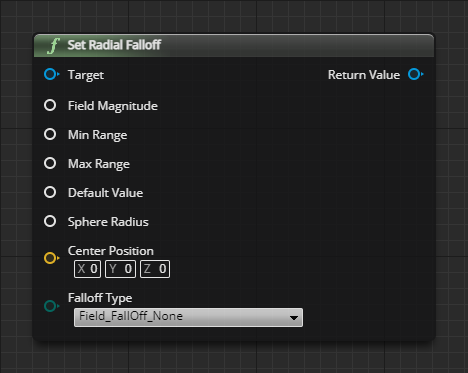 f Set Radial Falloff
Target
Return Value
Field Magnitude
Min Range
Max Range
Default Value
Sphere Radius
Center Position
X 0 Y 0 Z 0
Falloff Type
Field_FallOff_None